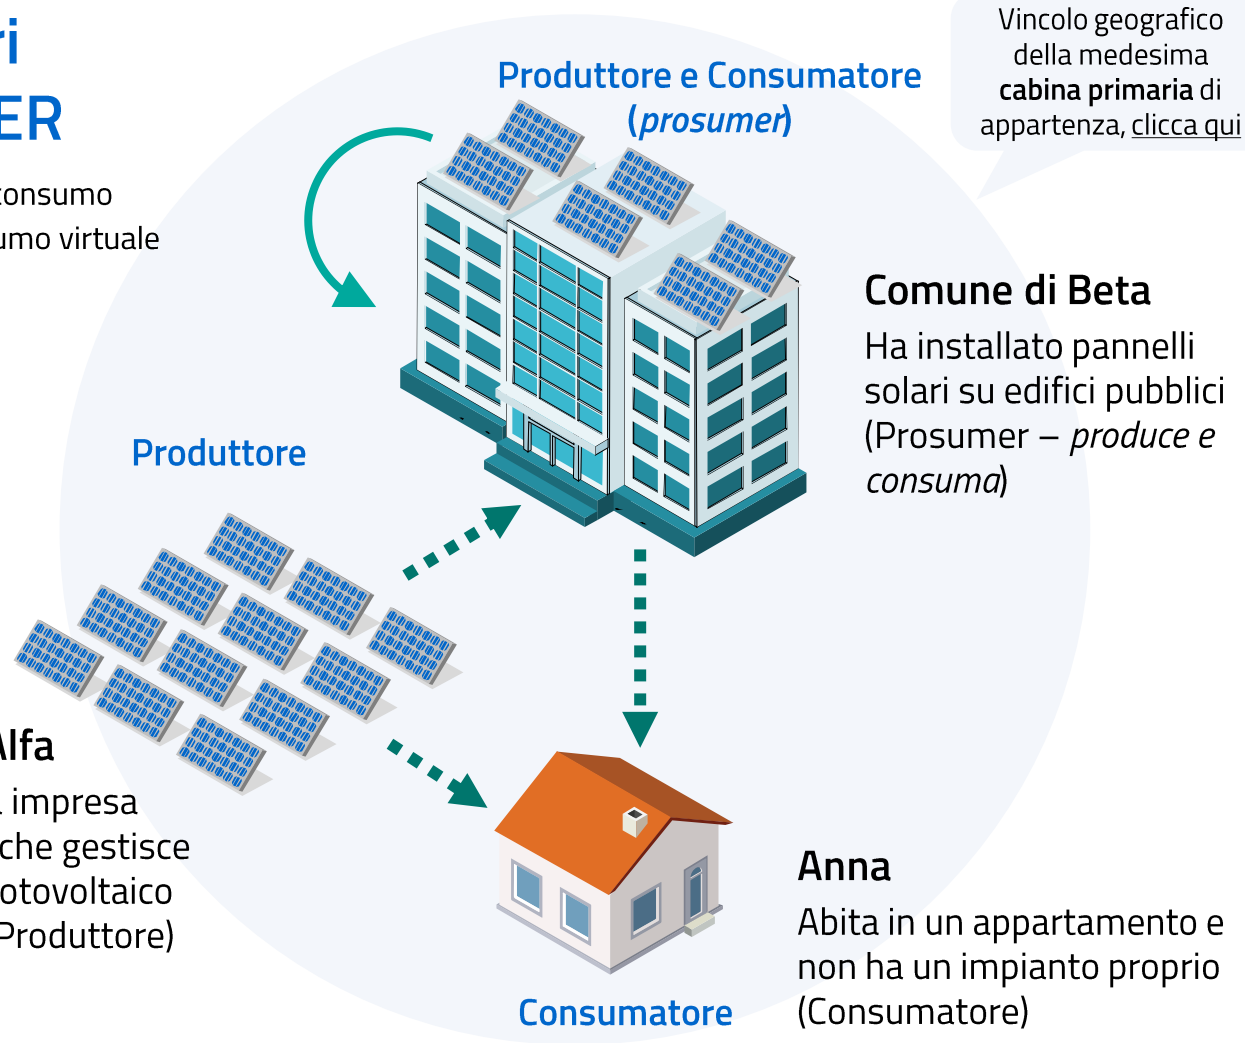 ri
ER
consumo
umo virtuale
Vincolo geografico
della medesima
cabina primaria di
appartenza, clicca qui
Produttore e Consumatore
(prosumer)
Comune di Beta
Ha installato pannelli
solari su edifici pubblici
(Prosumer – produce e
consuma)
Produttore
Alfa
impresa
che gestisce
otovoltaico
Produttore)
Anna
Abita in un appartamento e
non ha un impianto proprio
(Consumatore)
Consumatore